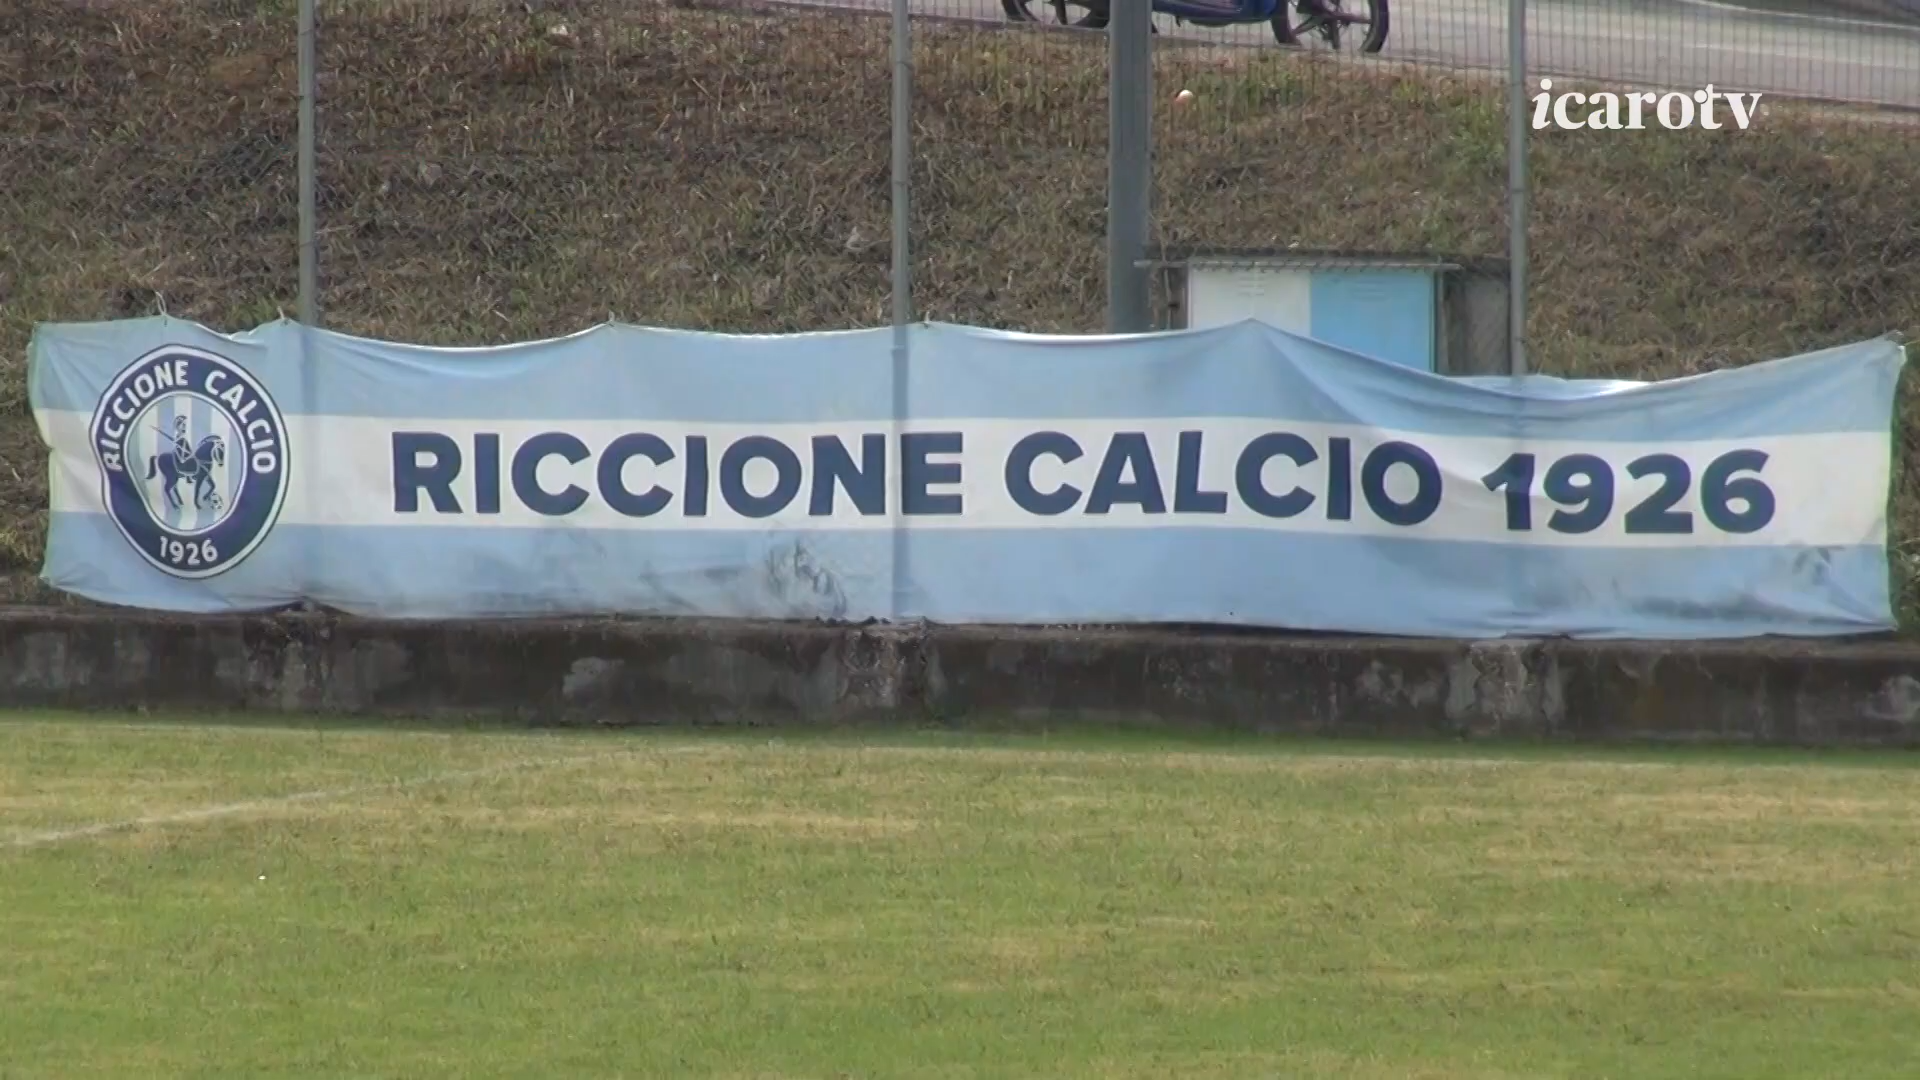 icarotv
RICCIONE CALCIO
1926
RICCIONE CALCIO 1926